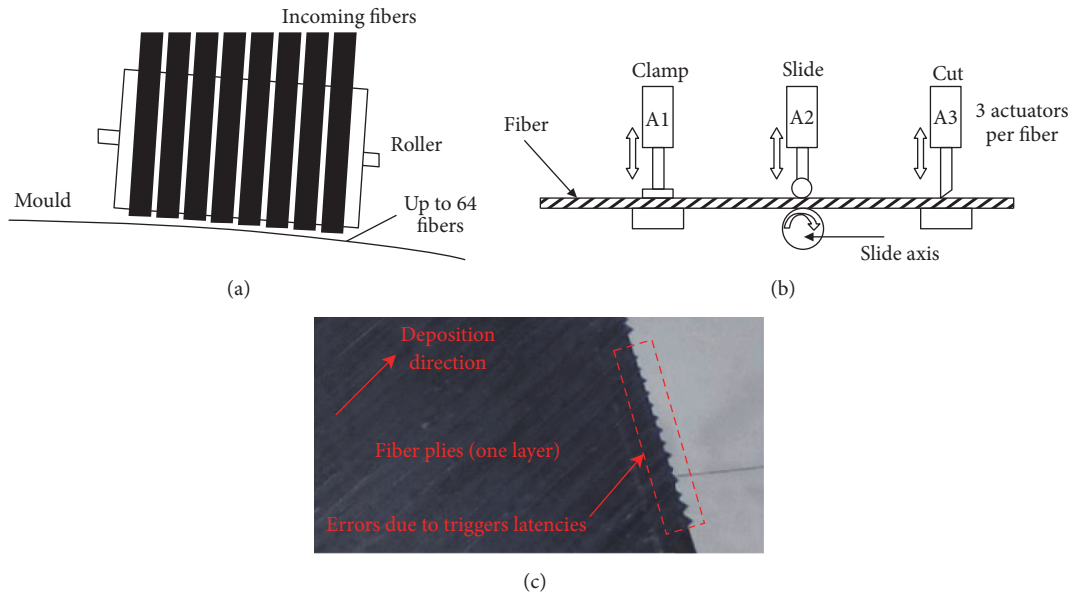 Incoming fibers
Roller
Mould
Up to 64
fibers
(a)
Clamp
Slide
Cut
A1
A2
A3
3 actuators
per fiber
Fiber
Slide axis
(b)
Deposition
direction
Fiber plies (one layer)
Errors due to triggers latencies
(c)